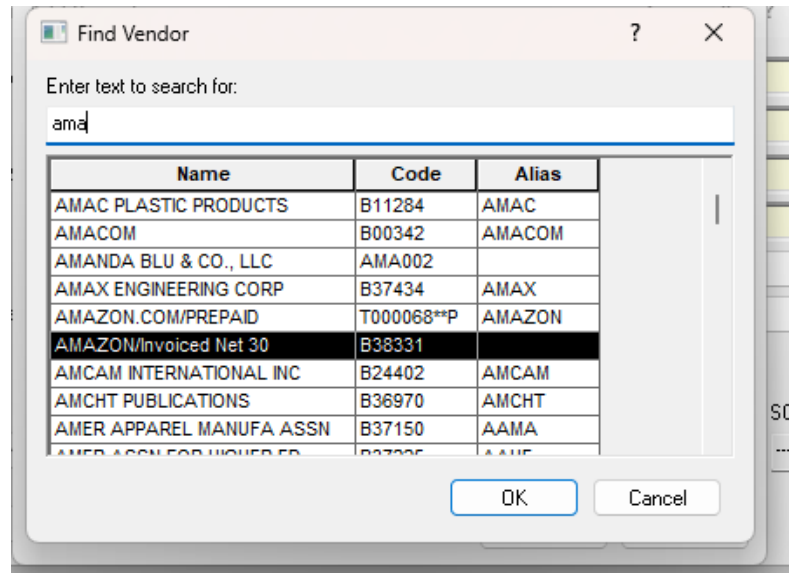 Find Vendor ? ×
Enter text to search for:
ama
Name Code Alias
AMAC PLASTIC PRODUCTS B11284 AMAC
AMACOM B00342 AMACOM
AMANDA BLU & CO., LLC AMA002
AMAX ENGINEERING CORP B37434 AMAX
AMAZON.COM/PREPAID T000068**P AMAZON
AMAZON/Invoiced Net 30 B38331
AMCAM INTERNATIONAL INC B24402 AMCAM
AMCHT PUBLICATIONS B36970 AMCHT
AMER APPAREL MANUFA ASSN B37150 AAMA
OK Cancel